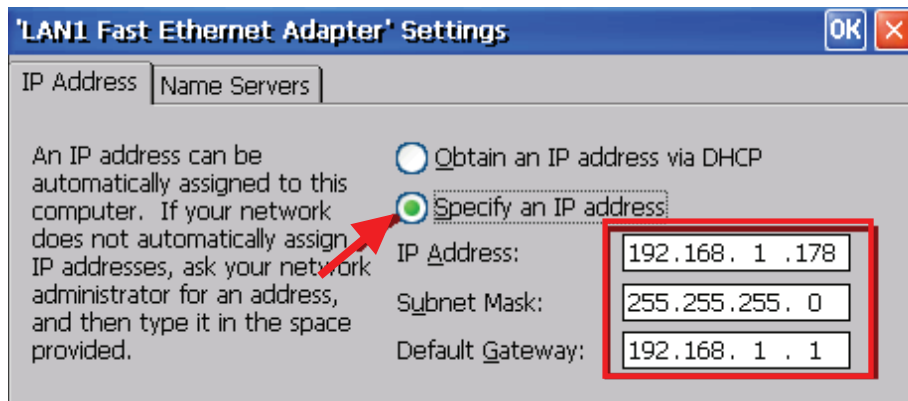 'LAN1 Fast Ethernet Adapter' Settings OK
IP Address Name Servers
An IP address can be
automatically assigned to this
computer. If your network
does not automatically assign
IP addresses, ask your network
administrator for an address,
and then type it in the space
provided.
Obtain an IP address via DHCP
Specify an IP address
IP Address: 192.168. 1 .178
Subnet Mask: 255.255.255. 0
Default Gateway: 192.168. 1 . 1